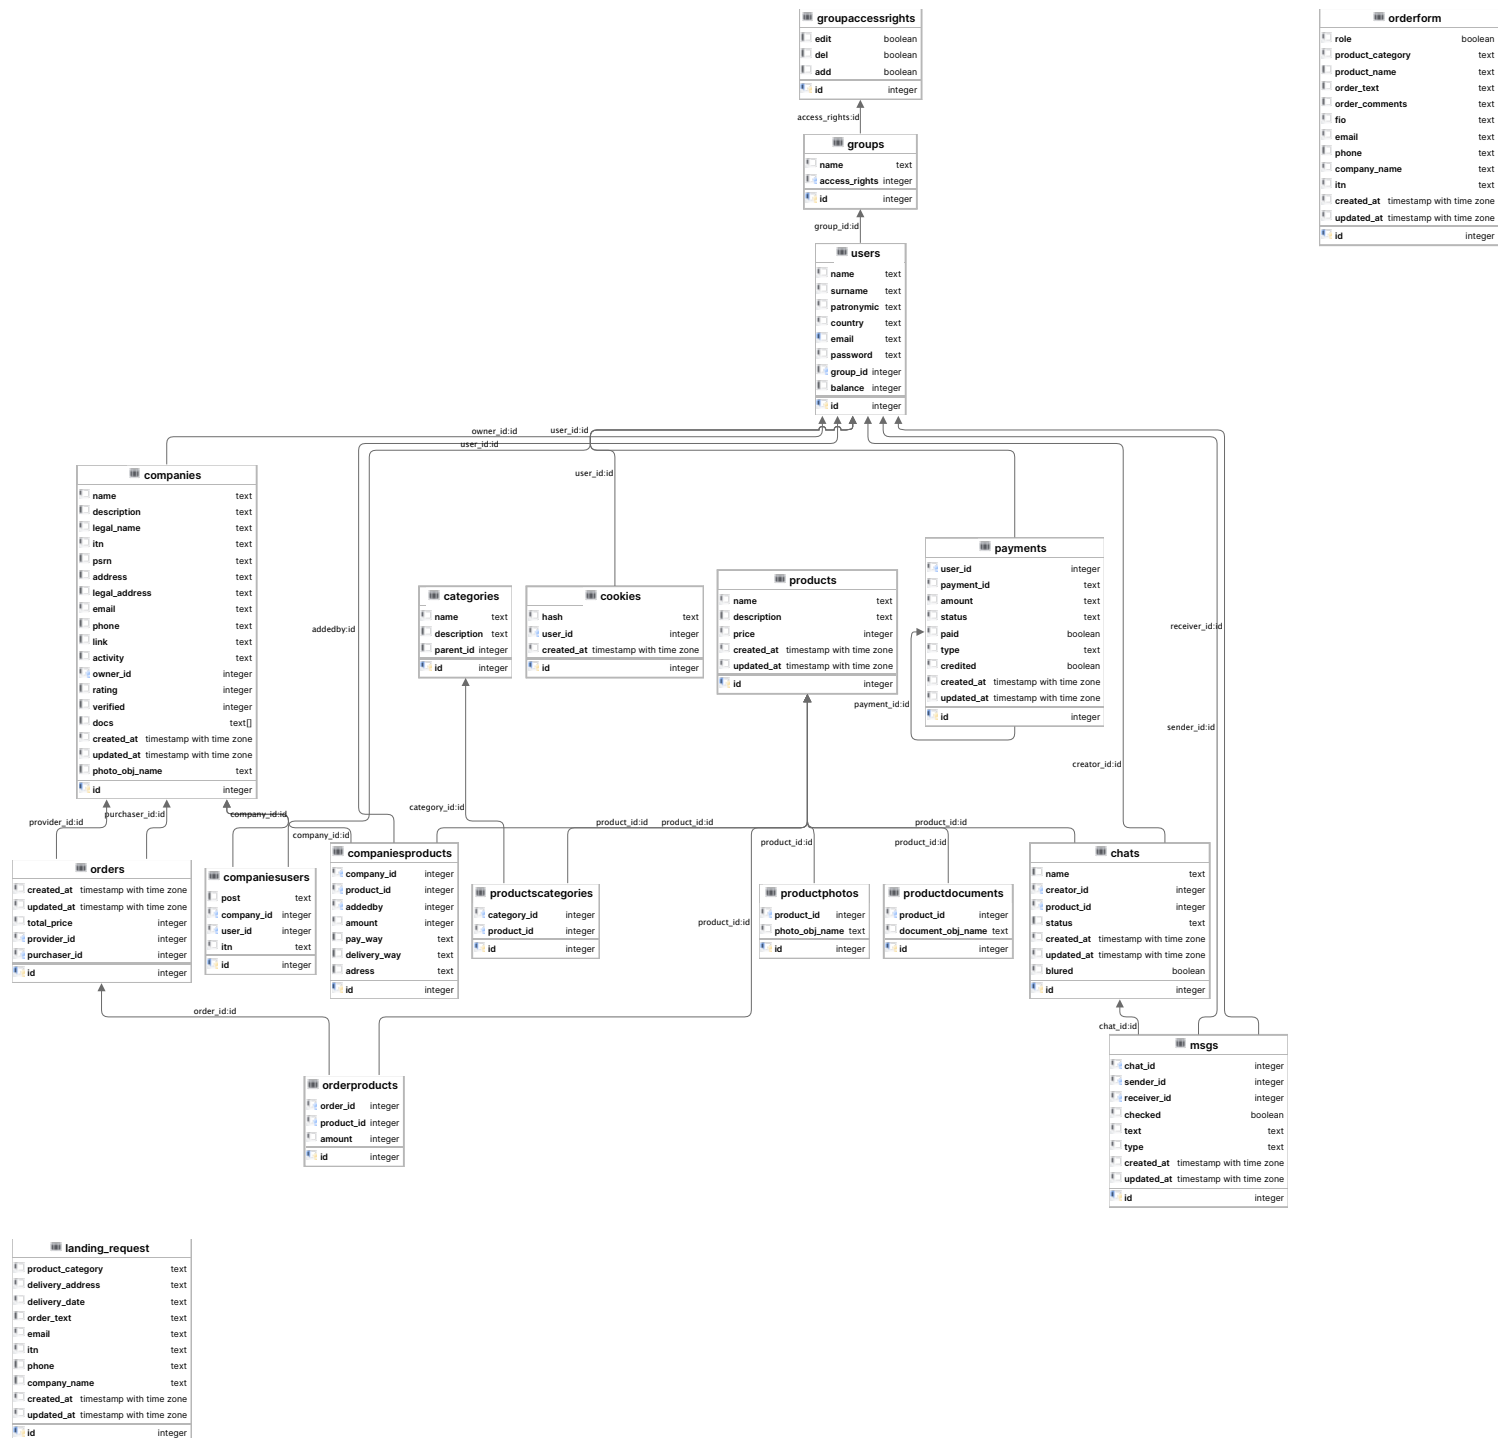 groupaccessrights
edit boolean
del boolean
add boolean
id integer
orderform
role boolean
product_category text
product_name text
order_text text
order_comments text
fio text
email text
phone text
company_name text
itn text
created_at timestamp with time zone
updated_at timestamp with time zone
id integer
access_rights:id
groups
name text
access_rights integer
id integer
group_id:id
users
name text
surname text
patronymic text
country text
email text
password text
group_id integer
balance integer
id integer
owner_id:id
user_id:id
user_id:id
user_id:id
companies
name text
description text
legal_name text
itn text
psrn text
address text
legal_address text
email text
phone text
link text
activity text
owner_id integer
rating integer
verified integer
docs text[]
created_at timestamp with time zone
updated_at timestamp with time zone
photo_obj_name text
id integer
addedby:id
categories
name text
description text
parent_id integer
id integer
cookies
hash text
user_id integer
created_at timestamp with time zone
id integer
products
name text
description text
price integer
created_at timestamp with time zone
updated_at timestamp with time zone
id integer
payments
user_id integer
payment_id text
amount text
status text
paid boolean
type text
credited boolean
created_at timestamp with time zone
updated_at timestamp with time zone
id integer
payment_id:id
receiver_id:id
sender_id:id
creator_id:id
provider_id:id
purchaser_id:id
company_id:id
company_id:id
category_id:id
product_id:id
product_id:id
product_id:id
product_id:id
product_id:id
product_id:id
orders
created_at timestamp with time zone
updated_at timestamp with time zone
total_price integer
provider_id integer
purchaser_id integer
id integer
companiesusers
post text
company_id integer
user_id integer
itn text
id integer
companiesproducts
company_id integer
product_id integer
addedby integer
amount integer
pay_way text
delivery_way text
adress text
id integer
productscategories
category_id integer
product_id integer
id integer
productphotos
product_id integer
photo_obj_name text
id integer
productdocuments
product_id integer
document_obj_name text
id integer
chats
name text
creator_id integer
product_id integer
status text
created_at timestamp with time zone
updated_at timestamp with time zone
blured boolean
id integer
order_id:id
chat_id:id
orderproducts
order_id integer
product_id integer
amount integer
id integer
msgs
chat_id integer
sender_id integer
receiver_id integer
checked boolean
text text
type text
created_at timestamp with time zone
updated_at timestamp with time zone
id integer
landing_request
product_category text
delivery_address text
delivery_date text
order_text text
email text
itn text
phone text
company_name text
created_at timestamp with time zone
updated_at timestamp with time zone
id integer